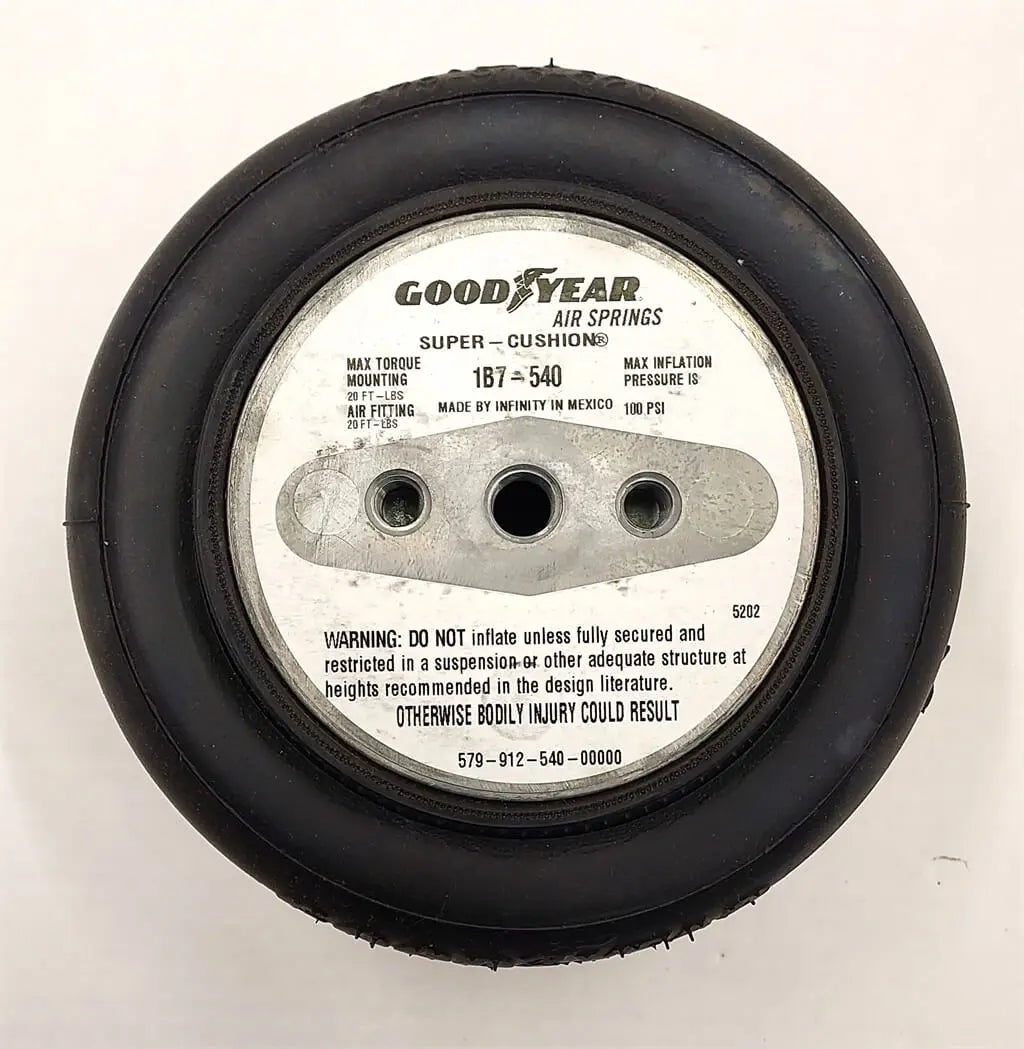 GOODYEAR
AIR SPRINGS
SUPER-CUSHION®
MAX TORQUE
MOUNTING
20 FT-LBS
AIR FITTING
20 FT-LBS
1B7-540
MADE BY INFINITY IN MEXICO
MAX INFLATION
PRESSURE IS
100 PSI
5202
WARNING: DO NOT inflate unless fully secured and
restricted in a suspension or other adequate structure at
heights recommended in the design literature.
OTHERWISE BODILY INJURY COULD RESULT
579-912-540-00000